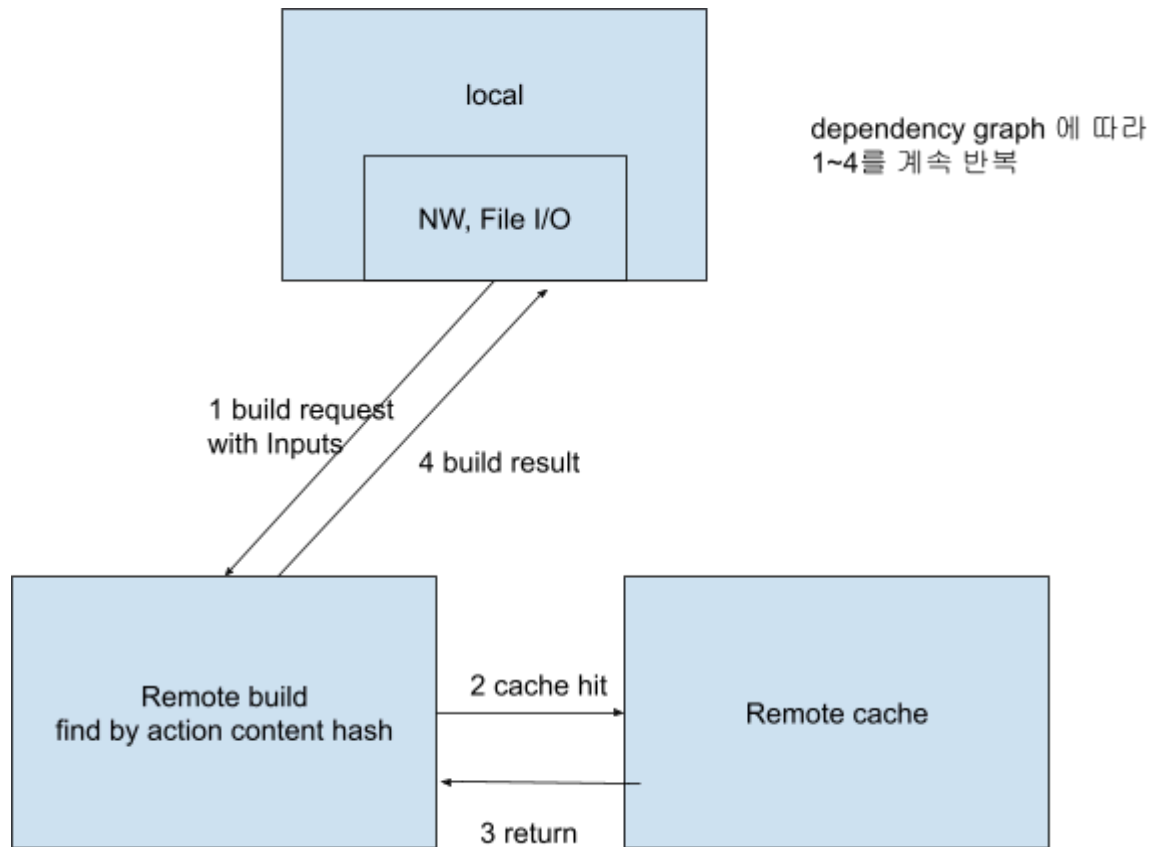 local
dependency graph 에 따라
1~4를 계속 반복
NW, File I/O
1 build request
with Inputs
4 build result
Remote build
find by action content hash
2 cache hit
Remote cache
3 return